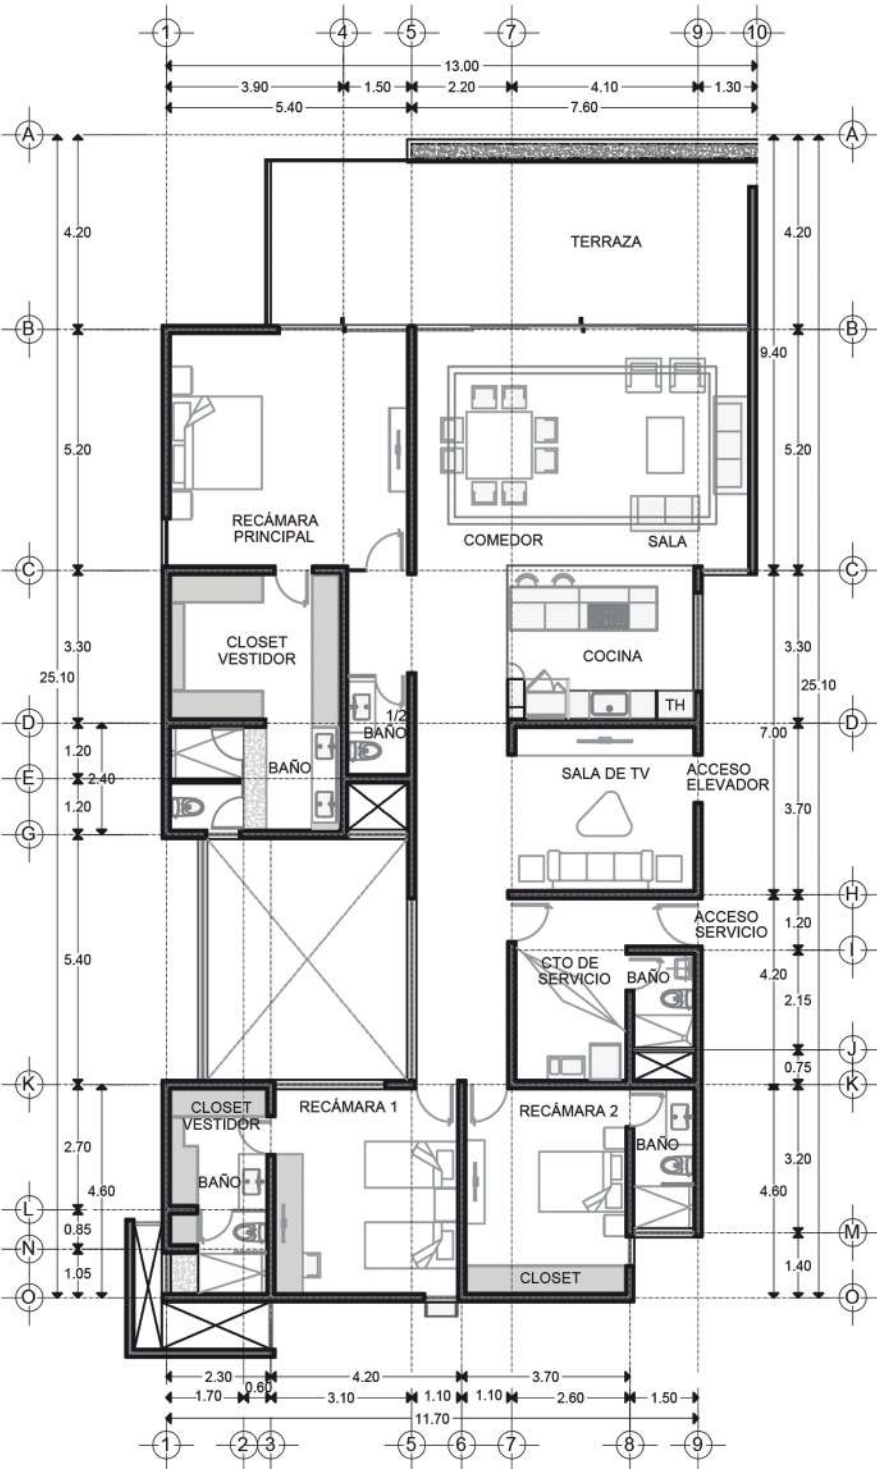 1 4 5 7 9 10
13.00
3.90 1.50 2.20 4.10 1.30
5.40 7.60
A A
4.20 TERRAZA 4.20
B B
9.40
5.20 5.20
RECÁMARA
PRINCIPAL
COMEDOR SALA
C C
3.30 CLOSET
VESTIDOR
COCINA 3.30
25.10 25.10
TH
1/2
BAÑO
D D
7.00
1.20 BAÑO SALA DE TV ACCESO
ELEVADOR
E 2.40
1.20 3.70
G
H
ACCESO
SERVICIO
1.20
I
5.40 CTO DE
SERVICIO
BAÑO 4.20
2.15
J
0.75
K K
CLOSET
VESTIDOR
RECÁMARA 1 RECÁMARA 2
2.70 BAÑO 3.20
BAÑO
4.60 4.60
L
0.85 M
N
1.05 CLOSET 1.40
O O
2.30 4.20 3.70
1.70 0.60 3.10 1.10 1.10 2.60 1.50
11.70
1 2 3 5 6 7 8 9